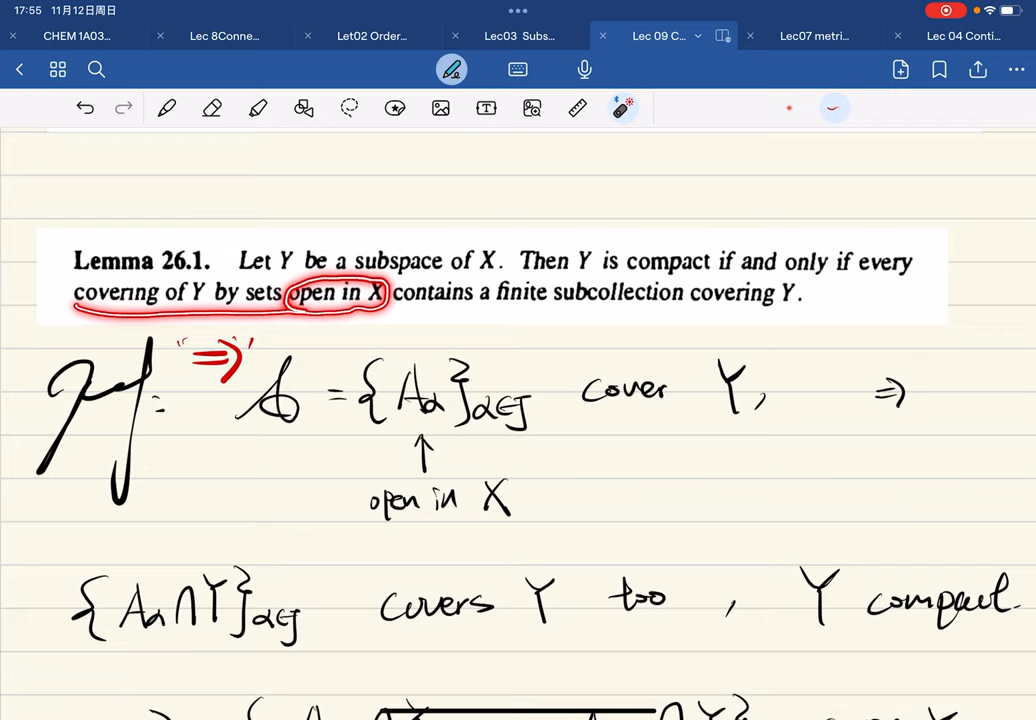 17:55 11月12日周日
CHEM 1A03... Lec 8Conne... Let02 Order... Lec03 Subs... Lec 09 C... Lec07 metri... Lec 04 Conti...
Lemma 26.1. Let Y be a subspace of X. Then Y is compact if and only if every
covering of Y by sets open in X contains a finite subcollection covering Y.
"⇒"
𝒜 = {Aα}α∈J cover Y, ⇒
↑
open in X
{Aα∩Y}α∈J covers Y too, Y compact.